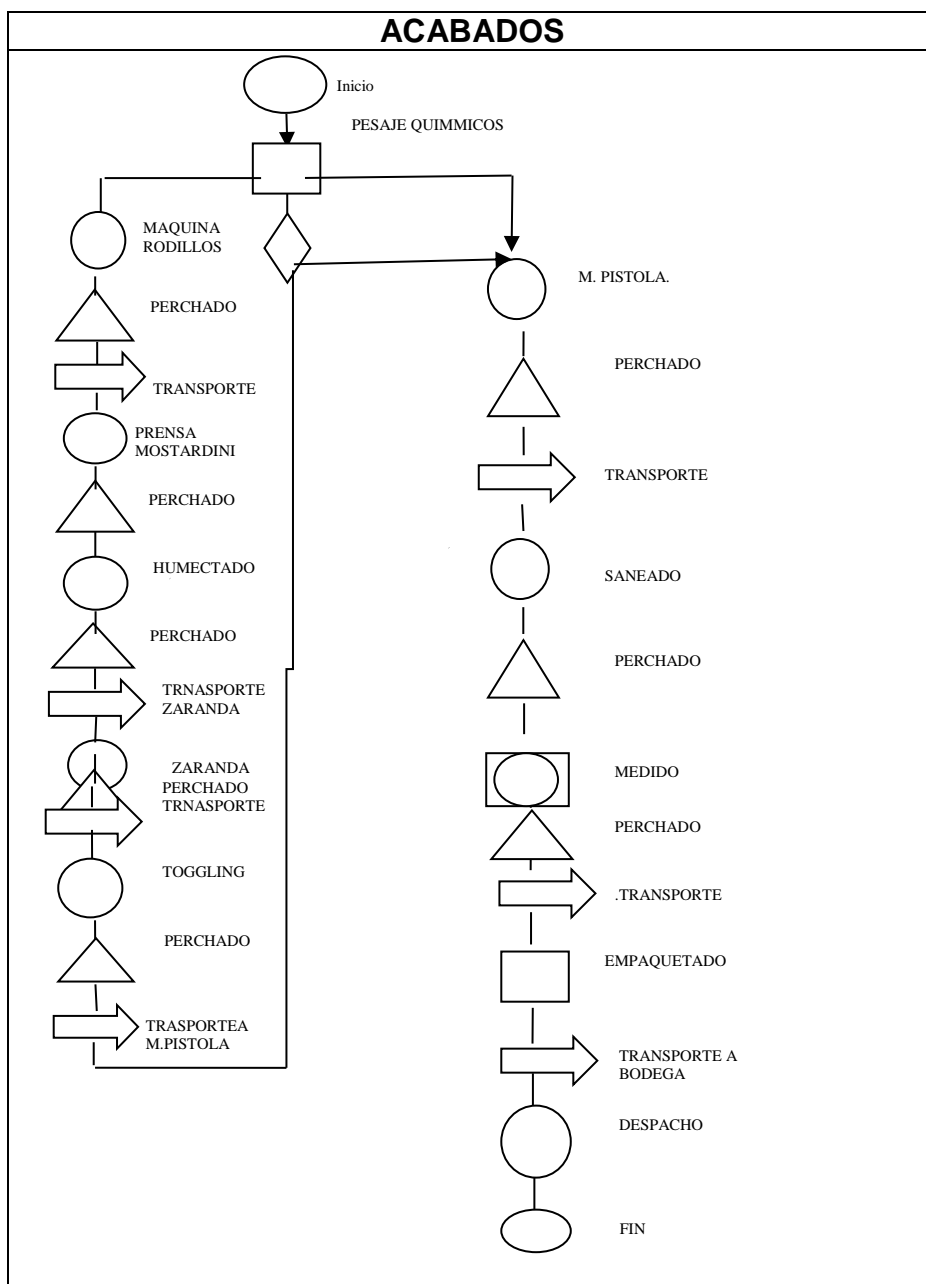 ACABADOS
Inicio
PESAJE QUIMMICOS
MAQUINA
RODILLOS
PERCHADO
TRANSPORTE
PRENSA
MOSTARDINI
PERCHADO
HUMECTADO
PERCHADO
TRNASPORTE
ZARANDA
ZARANDA
PERCHADO
TRNASPORTE
TOGGLING
PERCHADO
TRASPORTEA
M.PISTOLA
M. PISTOLA.
PERCHADO
TRANSPORTE
SANEADO
PERCHADO
MEDIDO
PERCHADO
.TRANSPORTE
EMPAQUETADO
TRANSPORTE A
BODEGA
DESPACHO
FIN